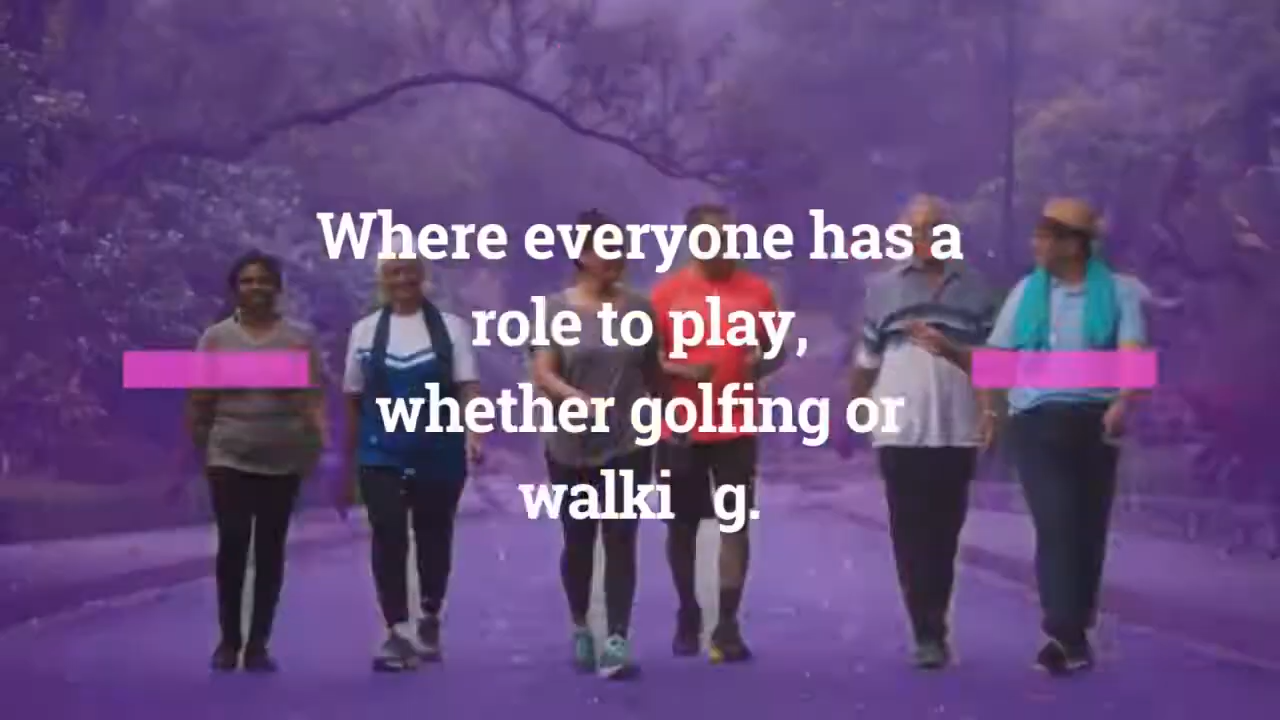 Where everyone has a
role to play,
whether golfing or
walki g.